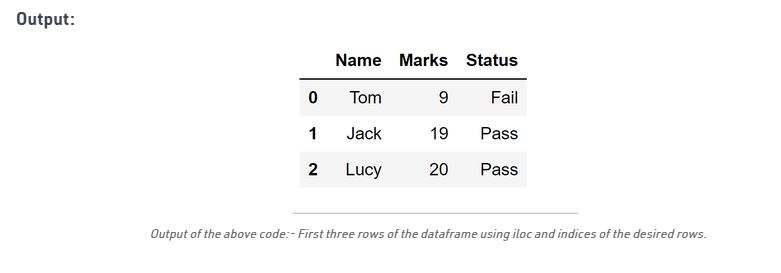 Output:
Name Marks Status
0 Tom 9 Fail
1 Jack 19 Pass
2 Lucy 20 Pass
Output of the above code:- First three rows of the dataframe using iloc and indices of the desired rows.